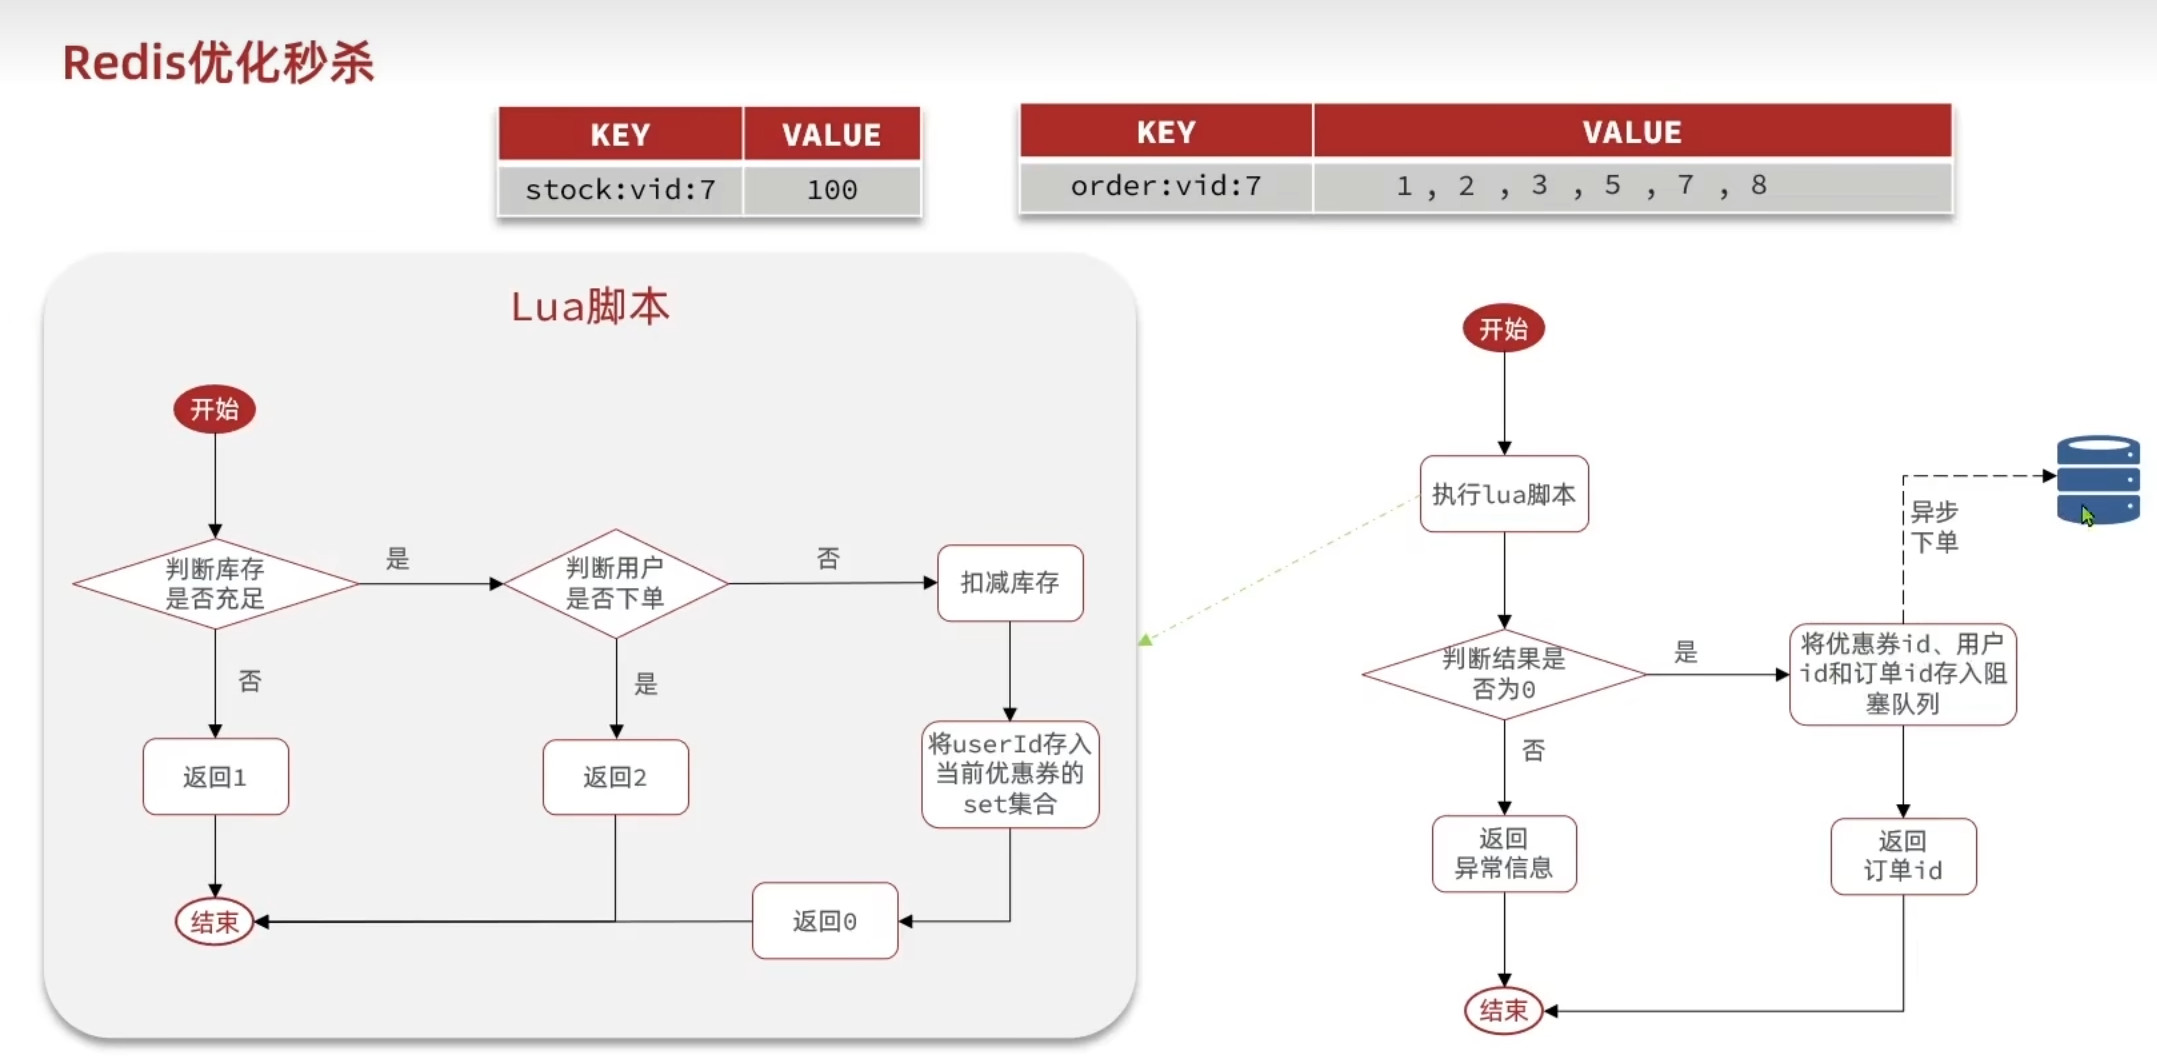 Redis优化秒杀
KEY VALUE
stock:vid:7 100
KEY VALUE
order:vid:7 1 , 2 , 3 , 5 , 7 , 8
Lua脚本
开始
判断库存
是否充足
是
判断用户
是否下单
否
扣减库存
否
是
返回1
返回2
将userId存入
当前优惠券的
set集合
结束
返回0
开始
执行lua脚本
异步
下单
判断结果是
否为0
是
将优惠券id、用户
id和订单id存入阻
塞队列
否
返回
异常信息
返回
订单id
结束